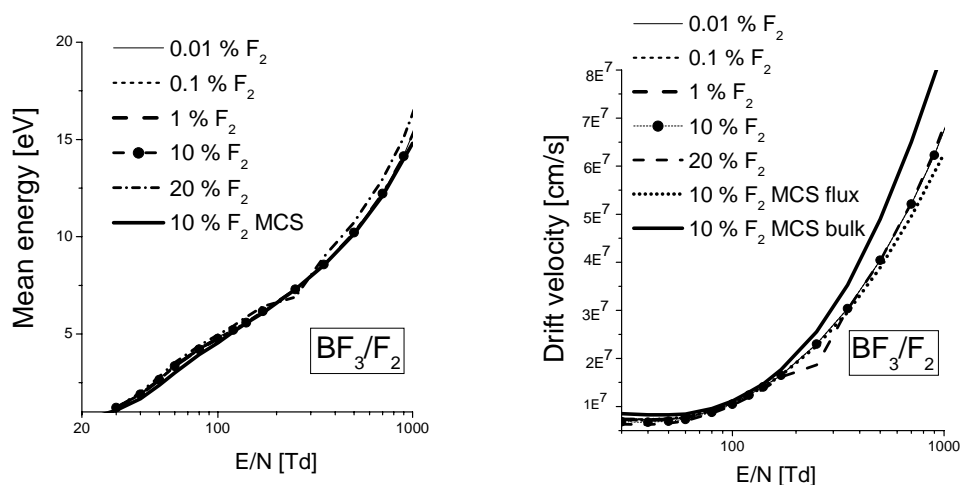 20
15
10
5
Mean energy [eV]
0.01 % F₂
0.1 % F₂
1 % F₂
10 % F₂
20 % F₂
10 % F₂ MCS
BF₃/F₂
20
100
1000
E/N [Td]
0.01 % F₂
0.1 % F₂
1 % F₂
10 % F₂
20 % F₂
10 % F₂ MCS flux
10 % F₂ MCS bulk
8E⁷
7E⁷
6E⁷
5E⁷
4E⁷
3E⁷
2E⁷
1E⁷
Drift velocity [cm/s]
BF₃/F₂
100
1000
E/N [Td]